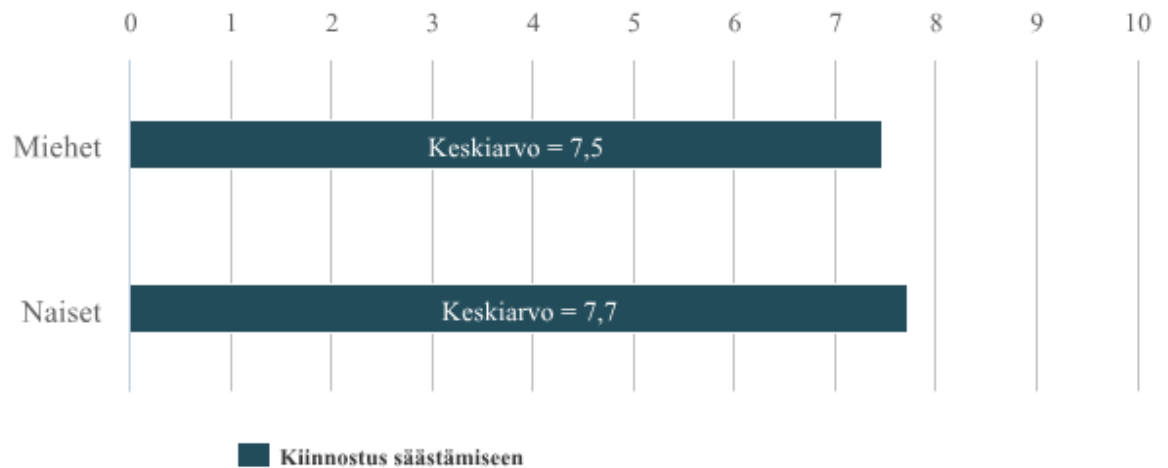 0 1 2 3 4 5 6 7 8 9 10
Miehet
Keskiarvo = 7,5
Naiset
Keskiarvo = 7,7
Kiinnostus säästämiseen